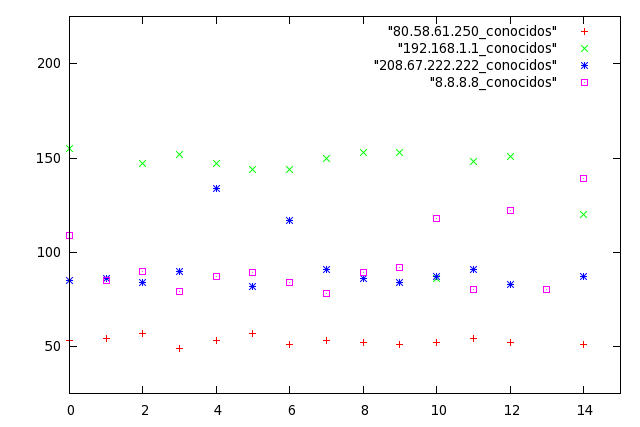 "80.58.61.250_conocidos"
200
"192.168.1.1_conocidos"
"208.67.222.222_conocidos"
"8.8.8.8_conocidos"
150
100
50
0 2 4 6 8 10 12 14